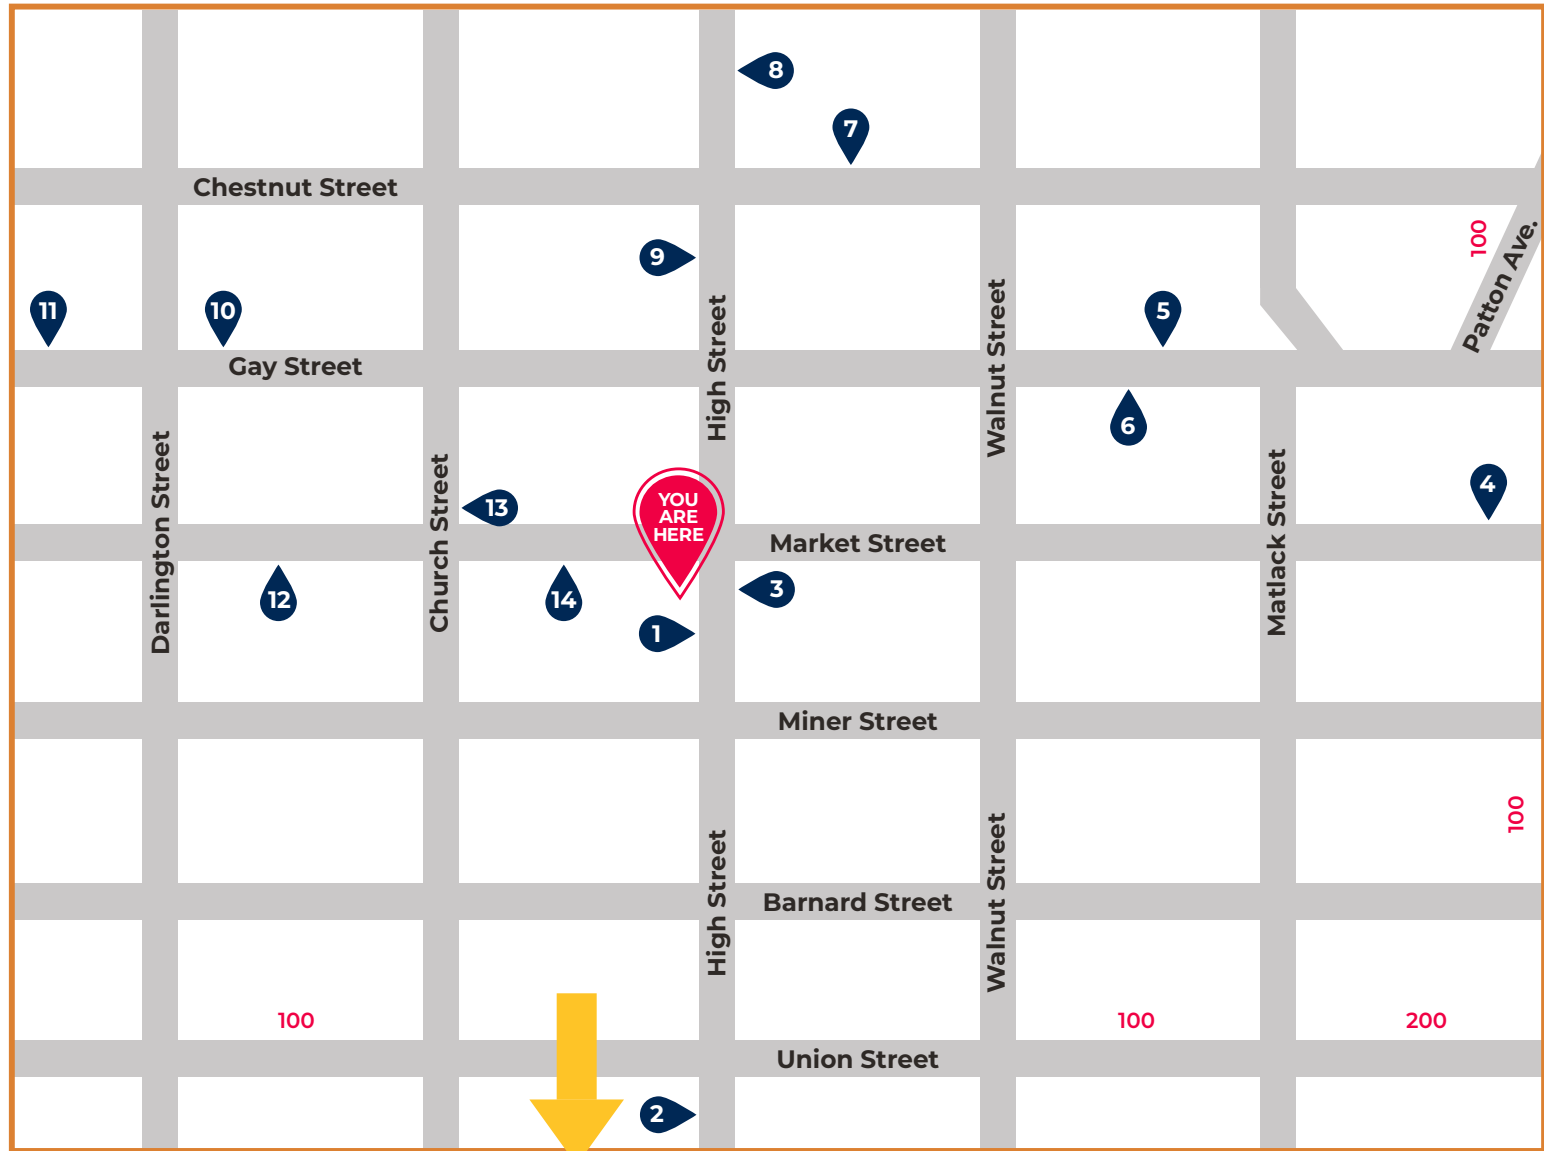 8
7
Chestnut Street
100
Patton Ave.
9
High Street
Walnut Street
11
10
5
Gay Street
6
Darlington Street
Church Street
13
YOU
ARE
HERE
Matlack Street
4
Market Street
12
14
3
1
Miner Street
100
High Street
Walnut Street
Barnard Street
100
100
200
Union Street
2